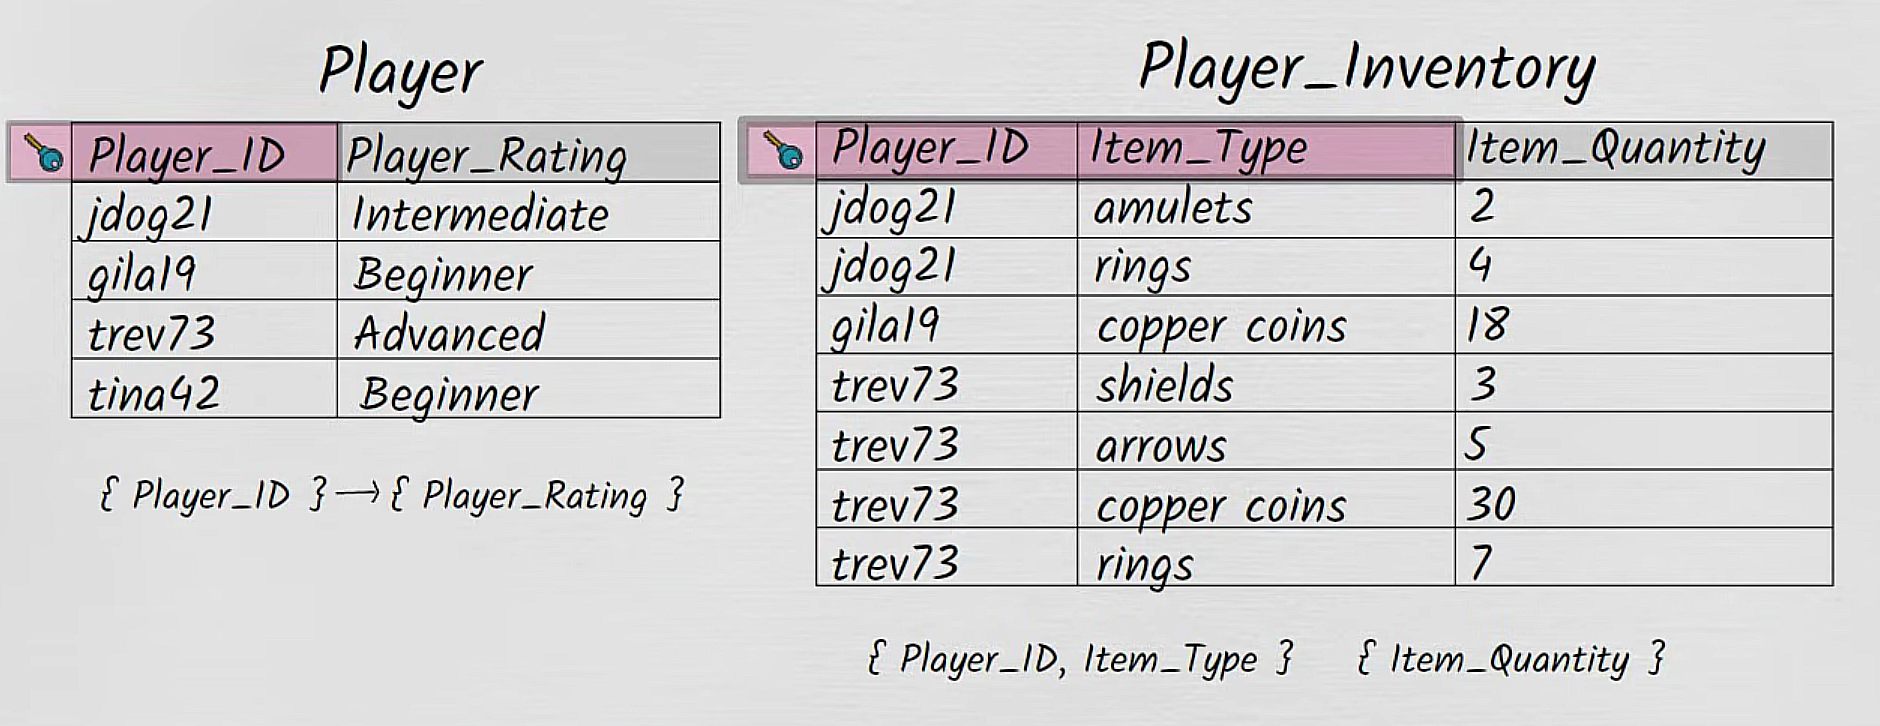 Player
Player_ID Player_Rating
jdog21 Intermediate
gila19 Beginner
trev73 Advanced
tina42 Beginner
{ Player_ID } → { Player_Rating }
Player_Inventory
Player_ID Item_Type Item_Quantity
jdog21 amulets 2
jdog21 rings 4
gila19 copper coins 18
trev73 shields 3
trev73 arrows 5
trev73 copper coins 30
trev73 rings 7
{ Player_ID, Item_Type } { Item_Quantity }